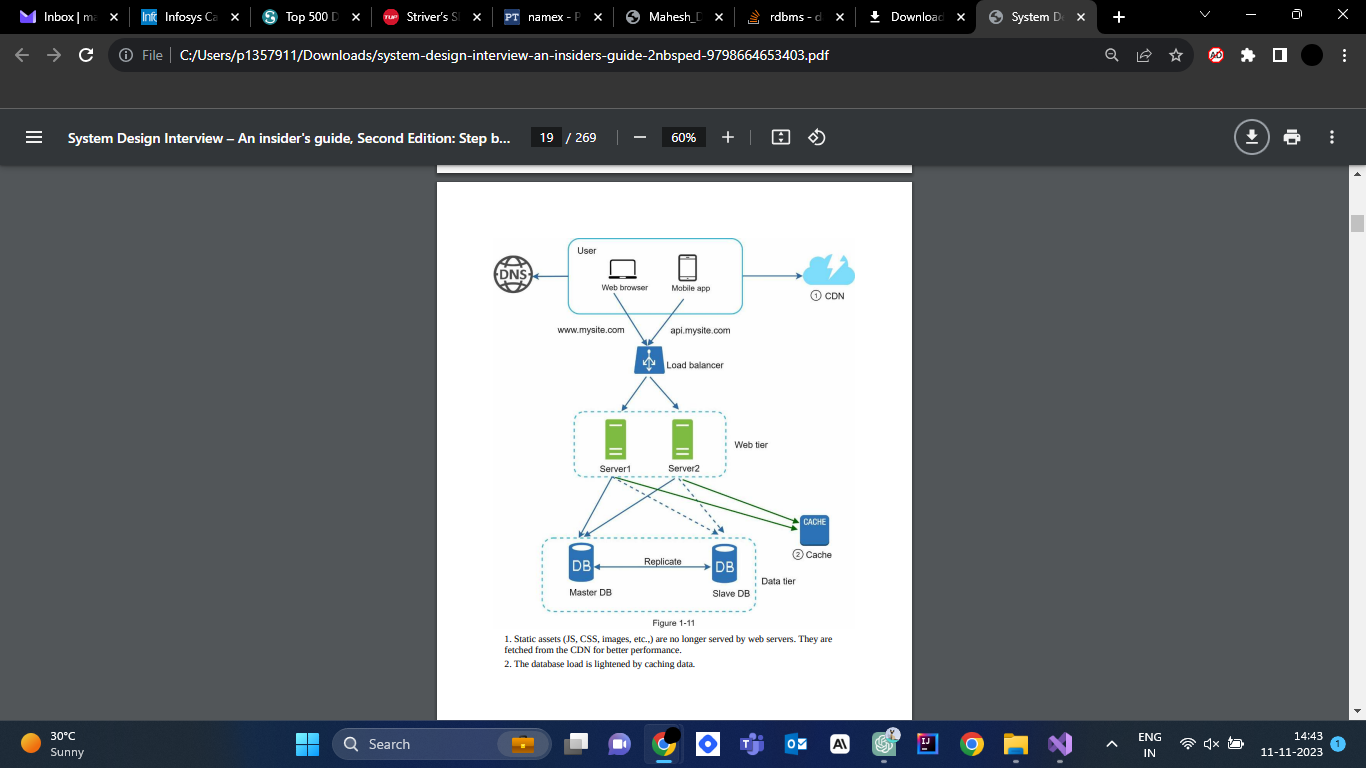 Inbox | ma
Infosys Ca
Top 500 D
TUF
Striver's S
PT
namex - P
Mahesh_D
rdbms - d
Download
System De
File
C:/Users/p1357911/Downloads/system-design-interview-an-insiders-guide-2nbsped-9798664653403.pdf
System Design Interview – An insider's guide, Second Edition: Step b...
19 / 269
60%
User
DNS
Web browser
Mobile app
1 CDN
www.mysite.com
api.mysite.com
Load balancer
Web tier
Server1
Server2
CACHE
2 Cache
DB
Replicate
DB
Data tier
Master DB
Slave DB
Figure 1-11
1. Static assets (JS, CSS, images, etc.,) are no longer served by web servers. They are
fetched from the CDN for better performance.
2. The database load is lightened by caching data.
30°C
Sunny
Search
ENG
IN
14:43
11-11-2023
1